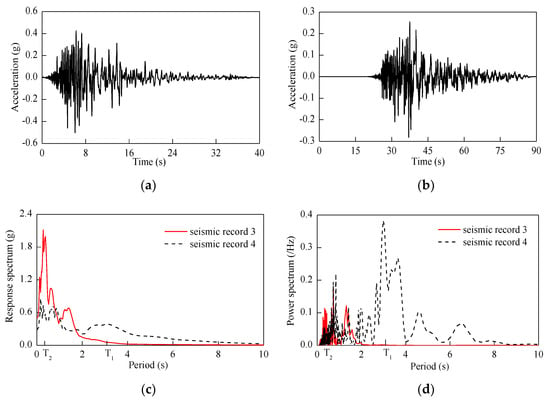 0.6
0.4
0.2
0.0
-0.2
-0.4
-0.6
Acceleration (g)
0 8 16 24 32 40
Time (s)
(a)
0.3
0.2
0.1
0.0
-0.1
-0.2
-0.3
Acceleration (g)
0 15 30 45 60 75 90
Time (s)
(b)
2.4
1.8
1.2
0.6
0.0
Response spectrum (g)
seismic record 3
seismic record 4
0 2 4 6 8 10
T2 T1
Period (s)
(c)
0.4
0.3
0.2
0.1
0.0
Power spectrum (/Hz)
seismic record 3
seismic record 4
0 2 4 6 8 10
T2 T1
Period (s)
(d)